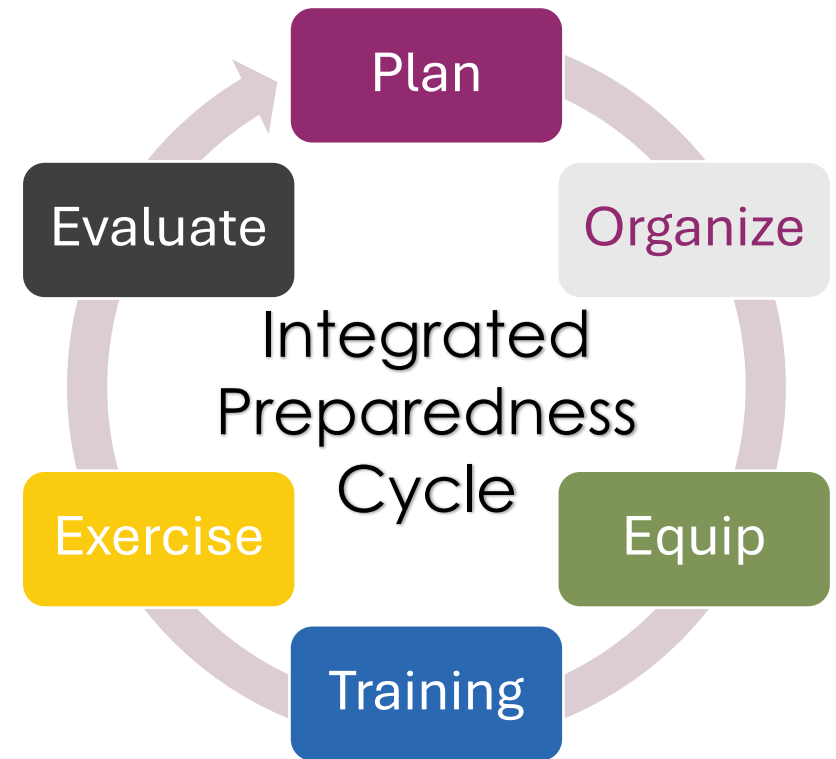 Plan
Organize
Equip
Training
Exercise
Evaluate
Integrated
Preparedness
Cycle